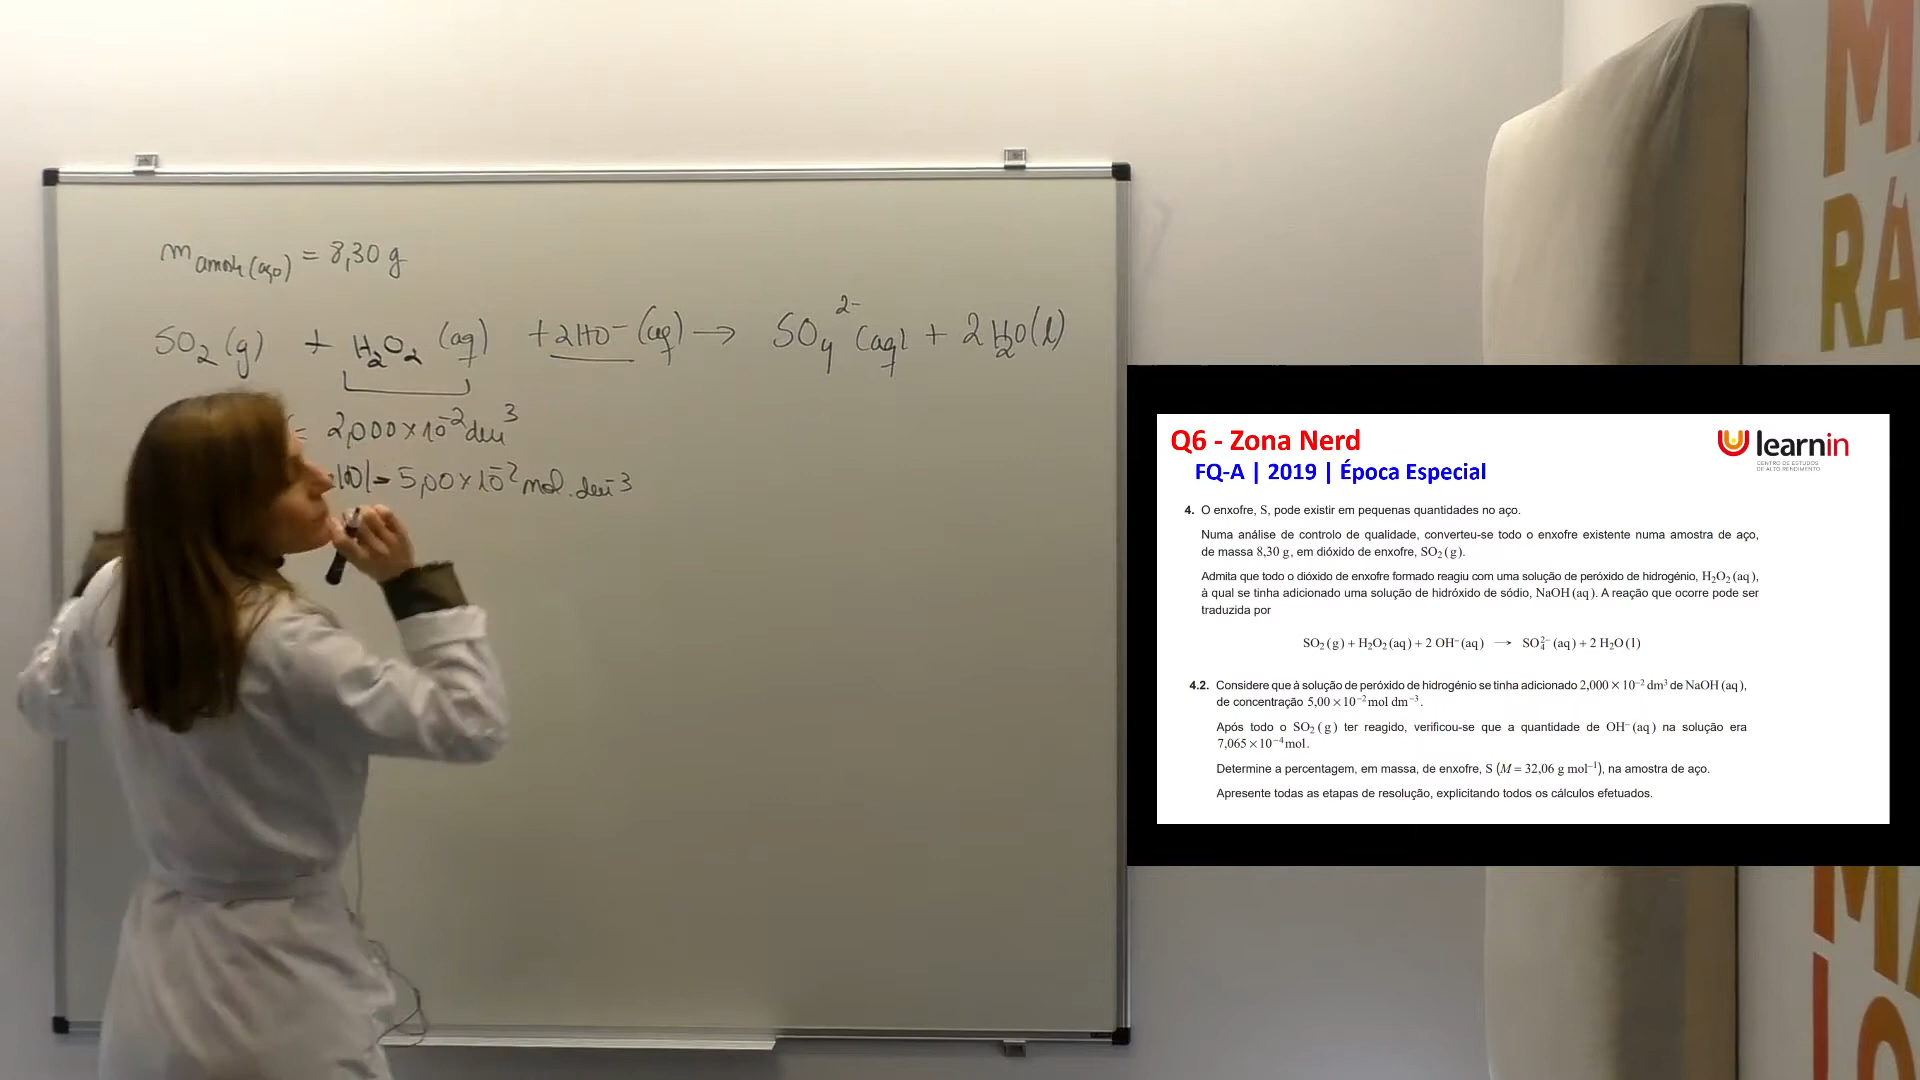 m amostra (aço) = 8,30 g
SO2 (g) + H2O2 (aq) + 2HO- (aq) → SO4 2- (aq) + 2H2O (l)
= 2,000 × 10-2 dm3
= 5,00 × 10-2 mol . dm-3
Q6 - Zona Nerd
FQ-A | 2019 | Época Especial
learnin
CENTRO DE ESTUDOS
DE ALTO RENDIMENTO
4. O enxofre, S, pode existir em pequenas quantidades no aço.
Numa análise de controlo de qualidade, converteu-se todo o enxofre existente numa amostra de aço,
de massa 8,30 g, em dióxido de enxofre, SO2 (g).
Admita que todo o dióxido de enxofre formado reagiu com uma solução de peróxido de hidrogénio, H2O2 (aq),
à qual se tinha adicionado uma solução de hidróxido de sódio, NaOH (aq). A reação que ocorre pode ser
traduzida por
SO2 (g) + H2O2 (aq) + 2 OH− (aq) → SO4 2− (aq) + 2 H2O (l)
4.2. Considere que à solução de peróxido de hidrogénio se tinha adicionado 2,000 × 10−2 dm3 de NaOH (aq),
de concentração 5,00 × 10−2 mol dm−3.
Após todo o SO2 (g) ter reagido, verificou-se que a quantidade de OH− (aq) na solução era
7,065 × 10−4 mol.
Determine a percentagem, em massa, de enxofre, S (M = 32,06 g mol−1), na amostra de aço.
Apresente todas as etapas de resolução, explicitando todos os cálculos efetuados.